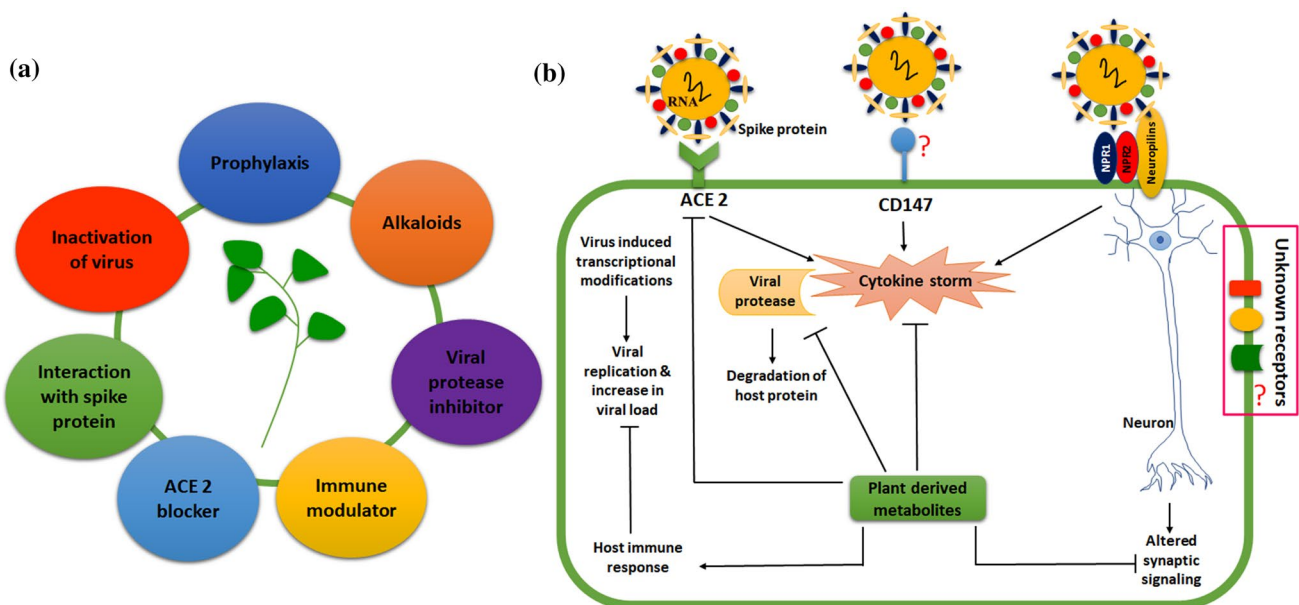 (a)
Prophylaxis
Alkaloids
Viral
protease
inhibitor
Immune
modulator
ACE 2
blocker
Interaction
with spike
protein
Inactivation
of virus
(b)
RNA
Spike protein
?
NPR1
NPR2
Neuropilins
ACE 2
CD147
Virus induced
transcriptional
modifications
Viral
protease
Cytokine storm
Viral
replication &
increase in
viral load
Degradation of
host protein
Neuron
Unknown receptors
?
Plant derived
metabolites
Host immune
response
Altered
synaptic
signaling